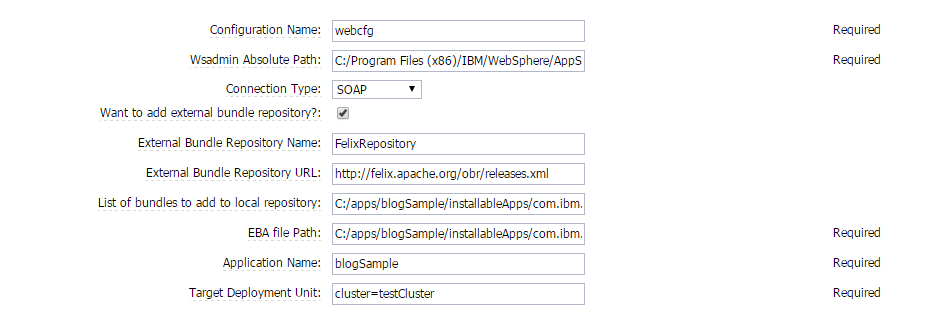 Configuration Name: webcfg Required
Wsadmin Absolute Path: C:/Program Files (x86)/IBM/WebSphere/AppS Required
Connection Type: SOAP
Want to add external bundle repository?:
External Bundle Repository Name: FelixRepository
External Bundle Repository URL: http://felix.apache.org/obr/releases.xml
List of bundles to add to local repository: C:/apps/blogSample/installableApps/com.ibm.
EBA file Path: C:/apps/blogSample/installableApps/com.ibm. Required
Application Name: blogSample Required
Target Deployment Unit: cluster=testCluster Required